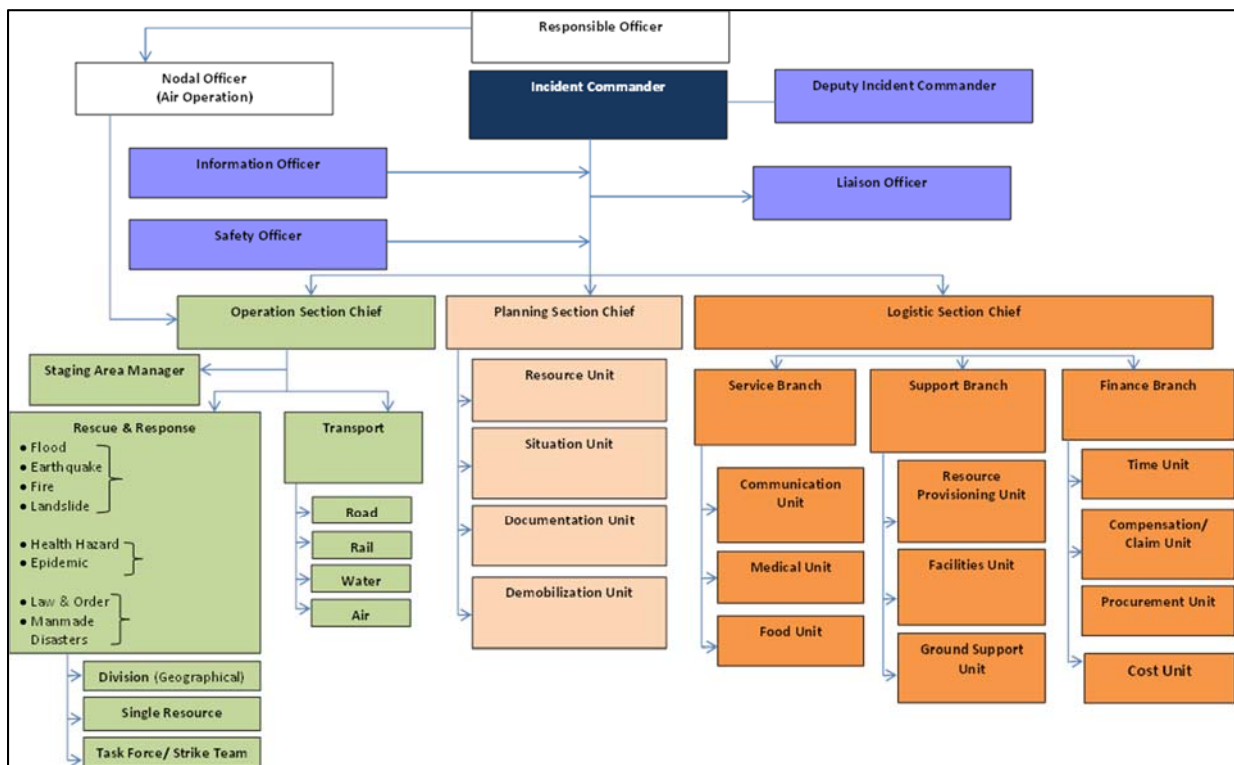 Responsible Officer
Nodal Officer
(Air Operation)
Incident Commander
Deputy Incident Commander
Information Officer
Liaison Officer
Safety Officer
Operation Section Chief
Planning Section Chief
Logistic Section Chief
Staging Area Manager
Rescue & Response
• Flood
• Earthquake
• Fire
• Landslide
• Health Hazard
• Epidemic
• Law & Order
• Manmade
Disasters
Division (Geographical)
Single Resource
Task Force/ Strike Team
Transport
Road
Rail
Water
Air
Resource Unit
Situation Unit
Documentation Unit
Demobilization Unit
Service Branch
Communication
Unit
Medical Unit
Food Unit
Support Branch
Resource
Provisioning Unit
Facilities Unit
Ground Support
Unit
Finance Branch
Time Unit
Compensation/
Claim Unit
Procurement Unit
Cost Unit